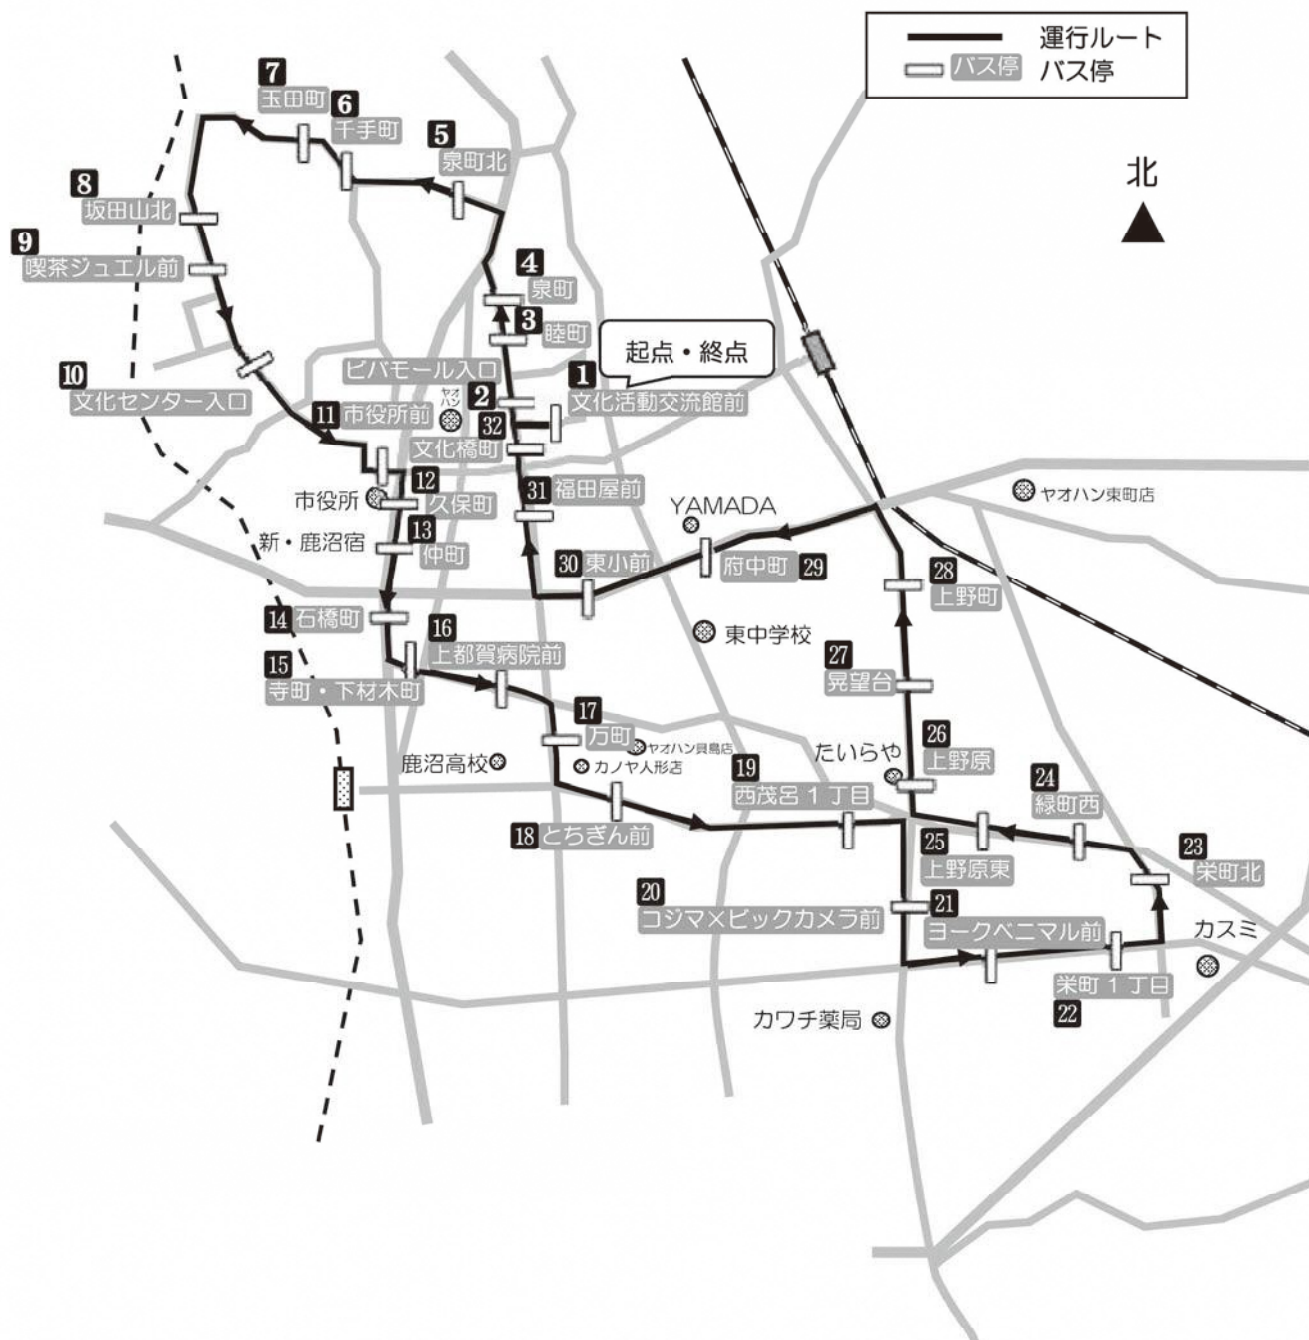 運行ルート
バス停 バス停
北
7
玉田町
6
千手町
5
泉町北
8
坂田山北
9
喫茶ジュエル前
4
泉町
3
睦町
起点・終点
ビバモール入口
1
文化活動交流館前
2
ヤオハン
10
文化センター入口
11 市役所前
32
文化橋町
31 福田屋前
12
久保町
市役所
YAMADA
ヤオハン東町店
新・鹿沼宿
13
仲町
30 東小前
府中町 29
28
上野町
14 石橋町
16
上都賀病院前
東中学校
15
寺町・下材木町
27
晃望台
17
万町
ヤオハン貝島店
鹿沼高校
カノヤ人形店
たいらや
26
上野原
19
西茂呂1丁目
24
緑町西
18 とちぎん前
25
上野原東
23
栄町北
20
コジマ×ビックカメラ前
21
ヨークベニマル前
カスミ
栄町1丁目
22
カワチ薬局